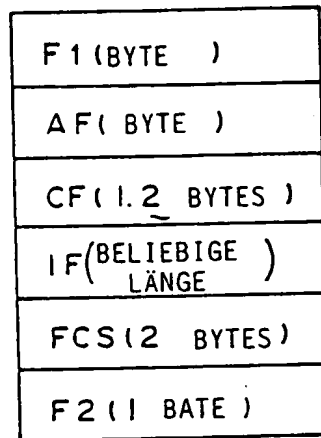 F1(BYTE )
AF( BYTE )
CF(1.2 BYTES )
IF(BELIEBIGE
LÄNGE )
FCS(2 BYTES)
F2(1 BATE )